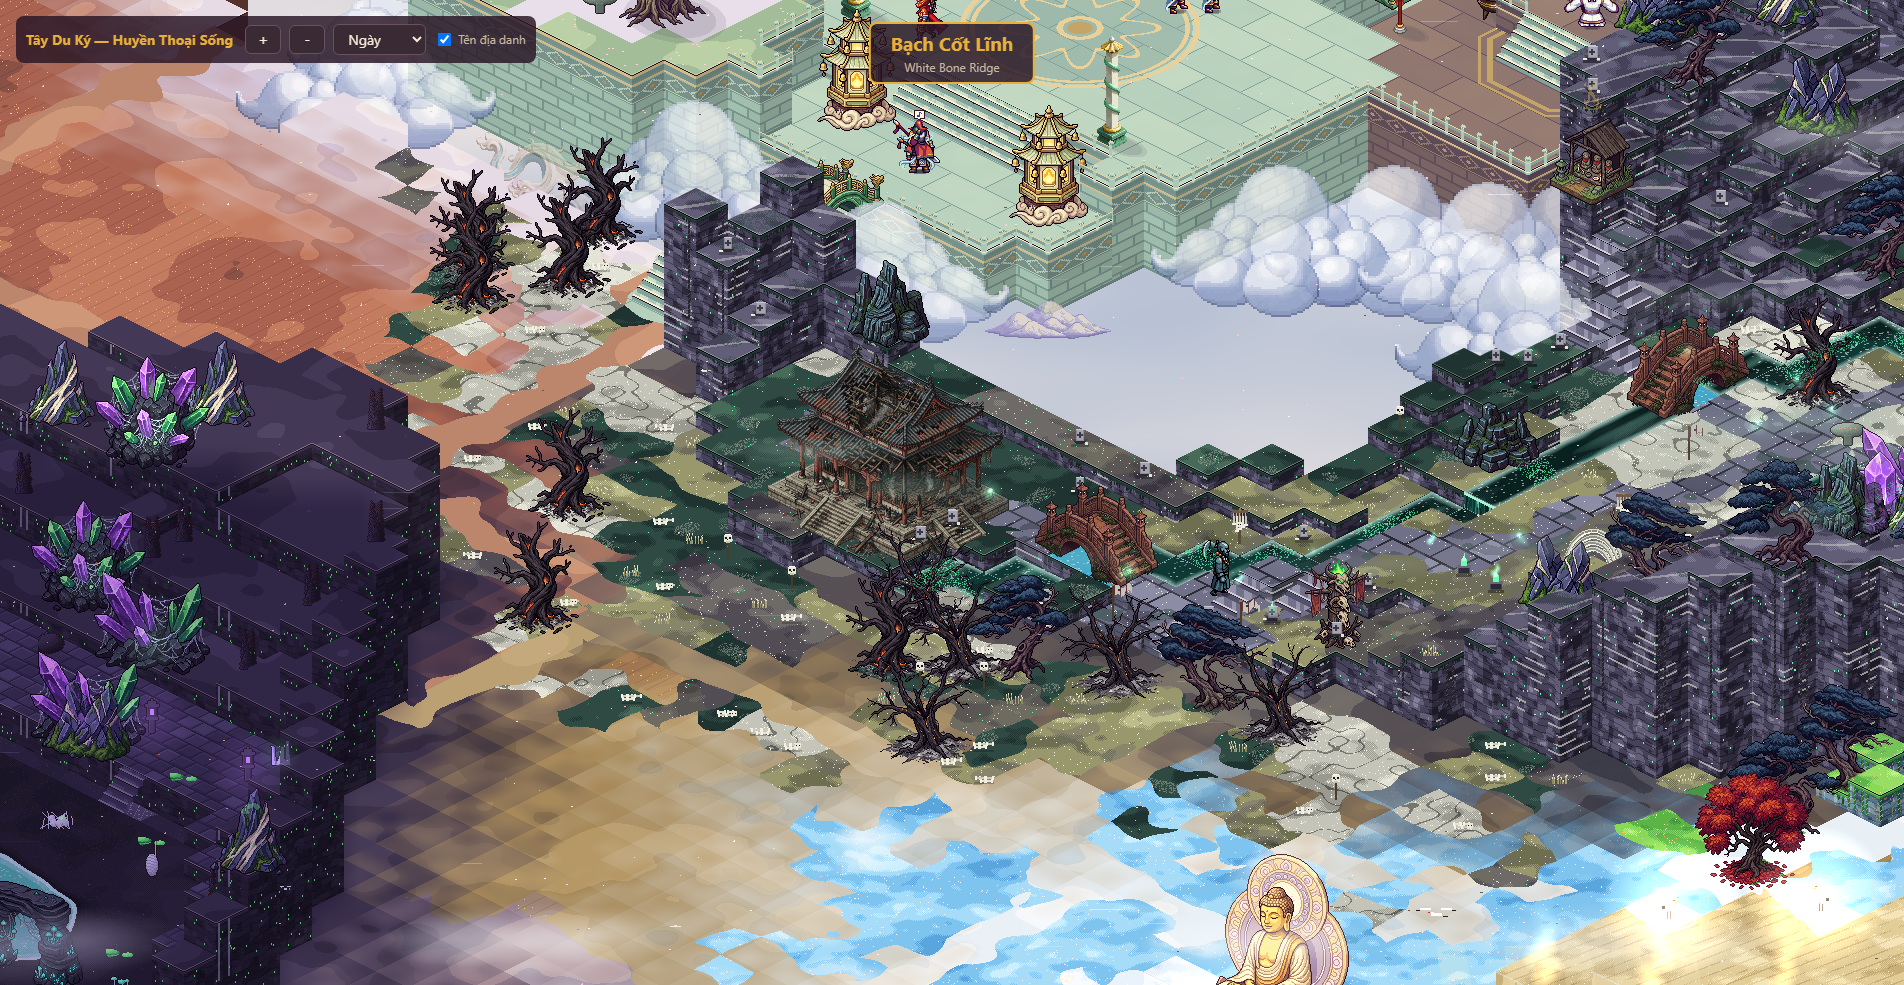 Tây Du Ký — Huyền Thoại Sống
+
-
Ngày
Tên địa danh
Bạch Cốt Lĩnh
White Bone Ridge